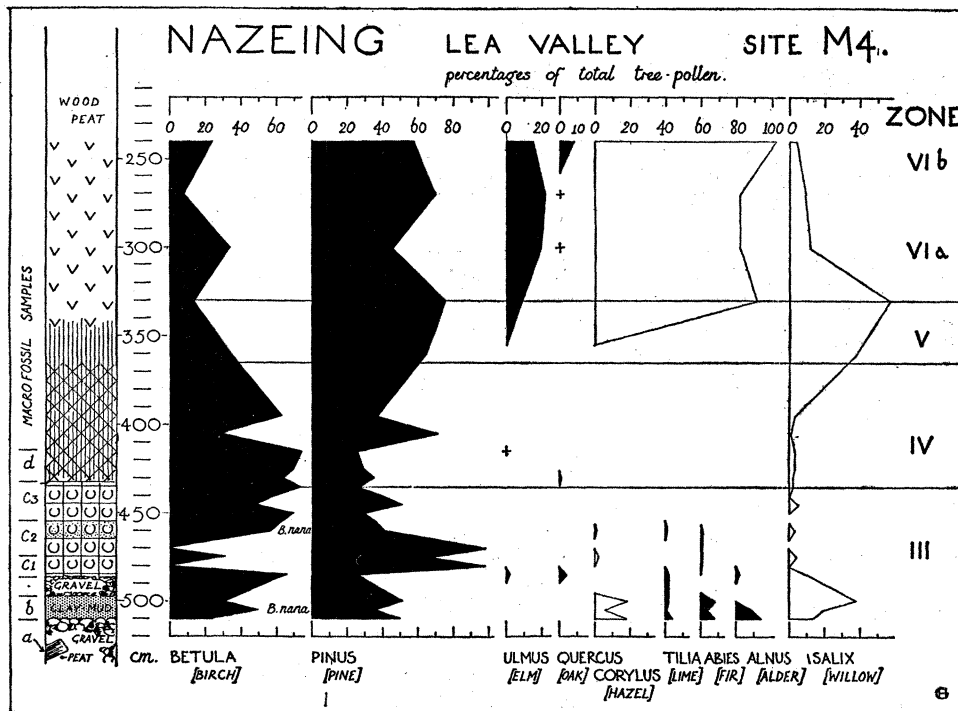 NAZEING LEA VALLEY SITE M4.
percentages of total tree-pollen.
WOOD
PEAT
ZONE
0 20 40 60 0 20 40 60 80 0 20 0 10 0 20 40 60 80 100 0 20 40
250
300
350
400
450
500
cm.
VI b
VI a
V
IV
III
MACROFOSSIL SAMPLES
d
C3
C2
C1
b
a
GRAVEL
CLAY MUD
GRAVEL
PEAT
B.nana
B.nana
BETULA
[BIRCH]
PINUS
[PINE]
ULMUS
[ELM]
QUERCUS
[OAK]
CORYLUS
[HAZEL]
TILIA
[LIME]
ABIES
[FIR]
ALNUS
[ALDER]
SALIX
[WILLOW]
6